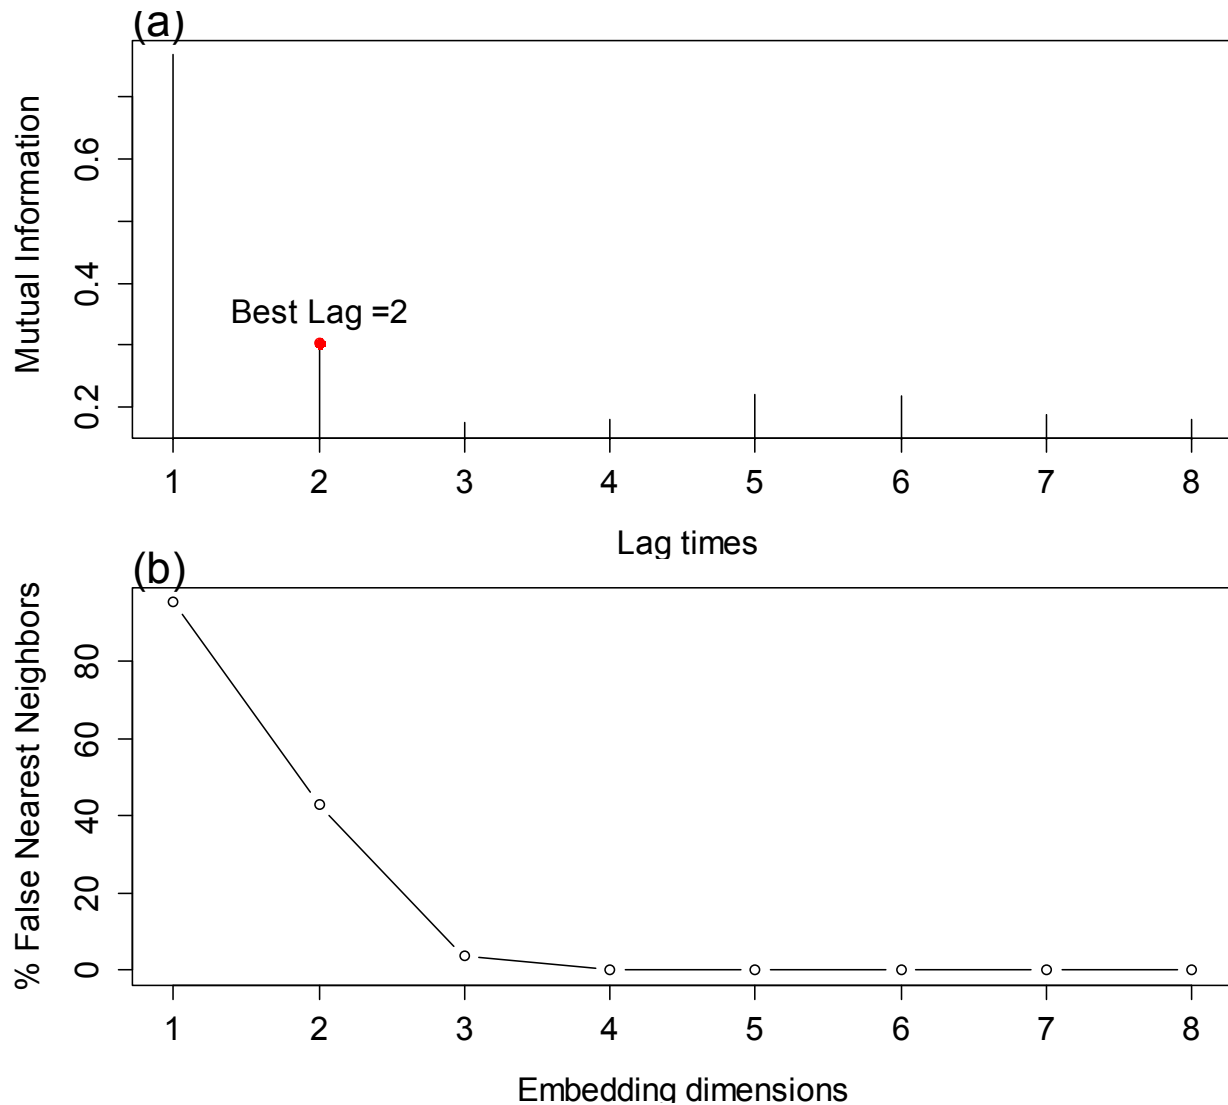 (a)
Mutual Information
0.6
0.4
0.2
Best Lag =2
1 2 3 4 5 6 7 8
Lag times
(b)
% False Nearest Neighbors
80
60
40
20
0
1 2 3 4 5 6 7 8
Embedding dimensions